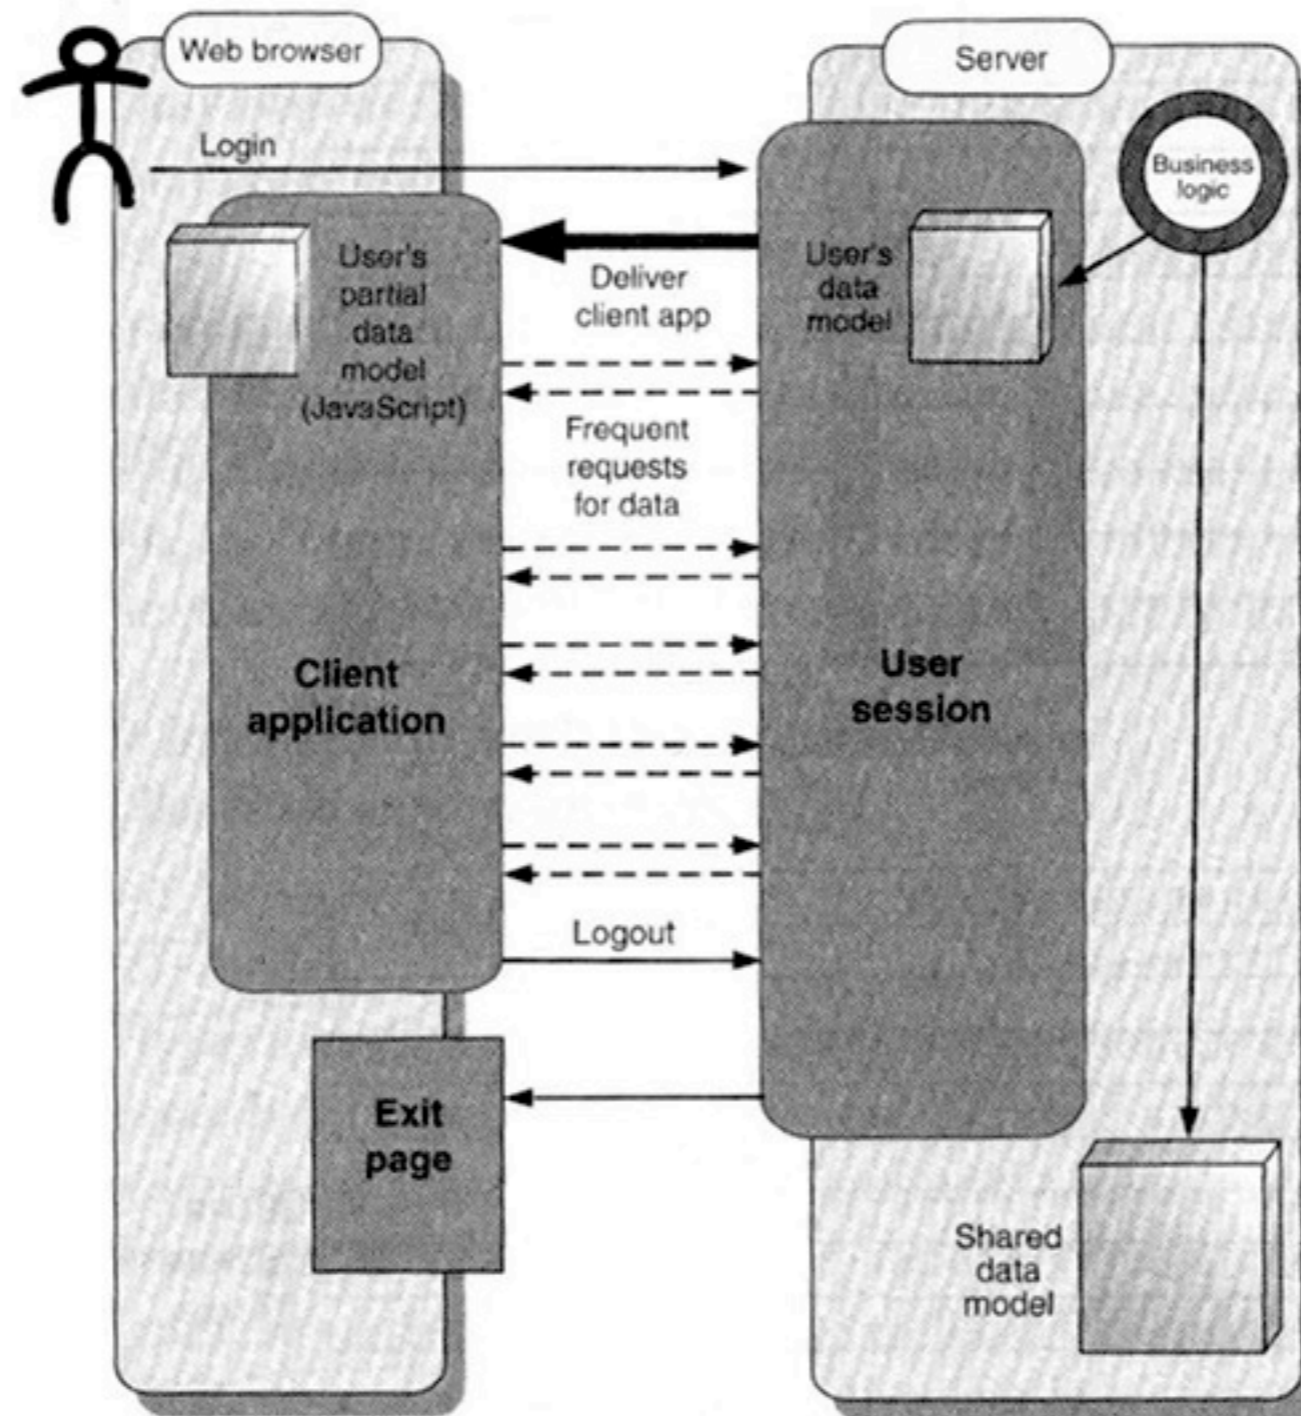 Web browser
Server
Login
Business
logic
User's
partial
data
model
(JavaScript)
Deliver
client app
User's
data
model
Frequent
requests
for data
Client
application
User
session
Logout
Exit
page
Shared
data
model